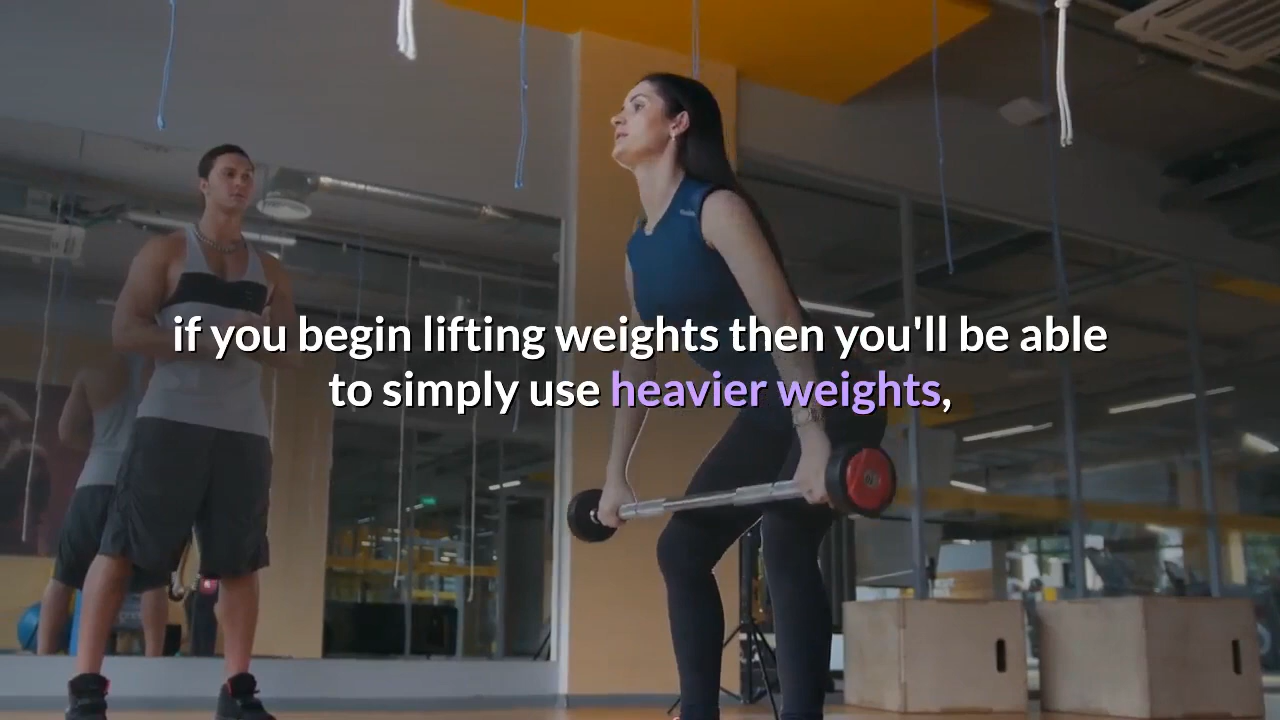 if you begin lifting weights then you'll be able
to simply use heavier weights,